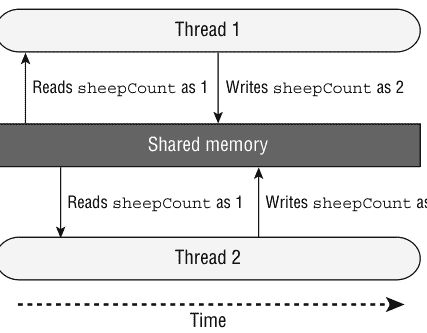 Thread 1
Reads sheepCount as 1
Writes sheepCount as 2
Shared memory
Reads sheepCount as 1
Writes sheepCount as
Thread 2
Time